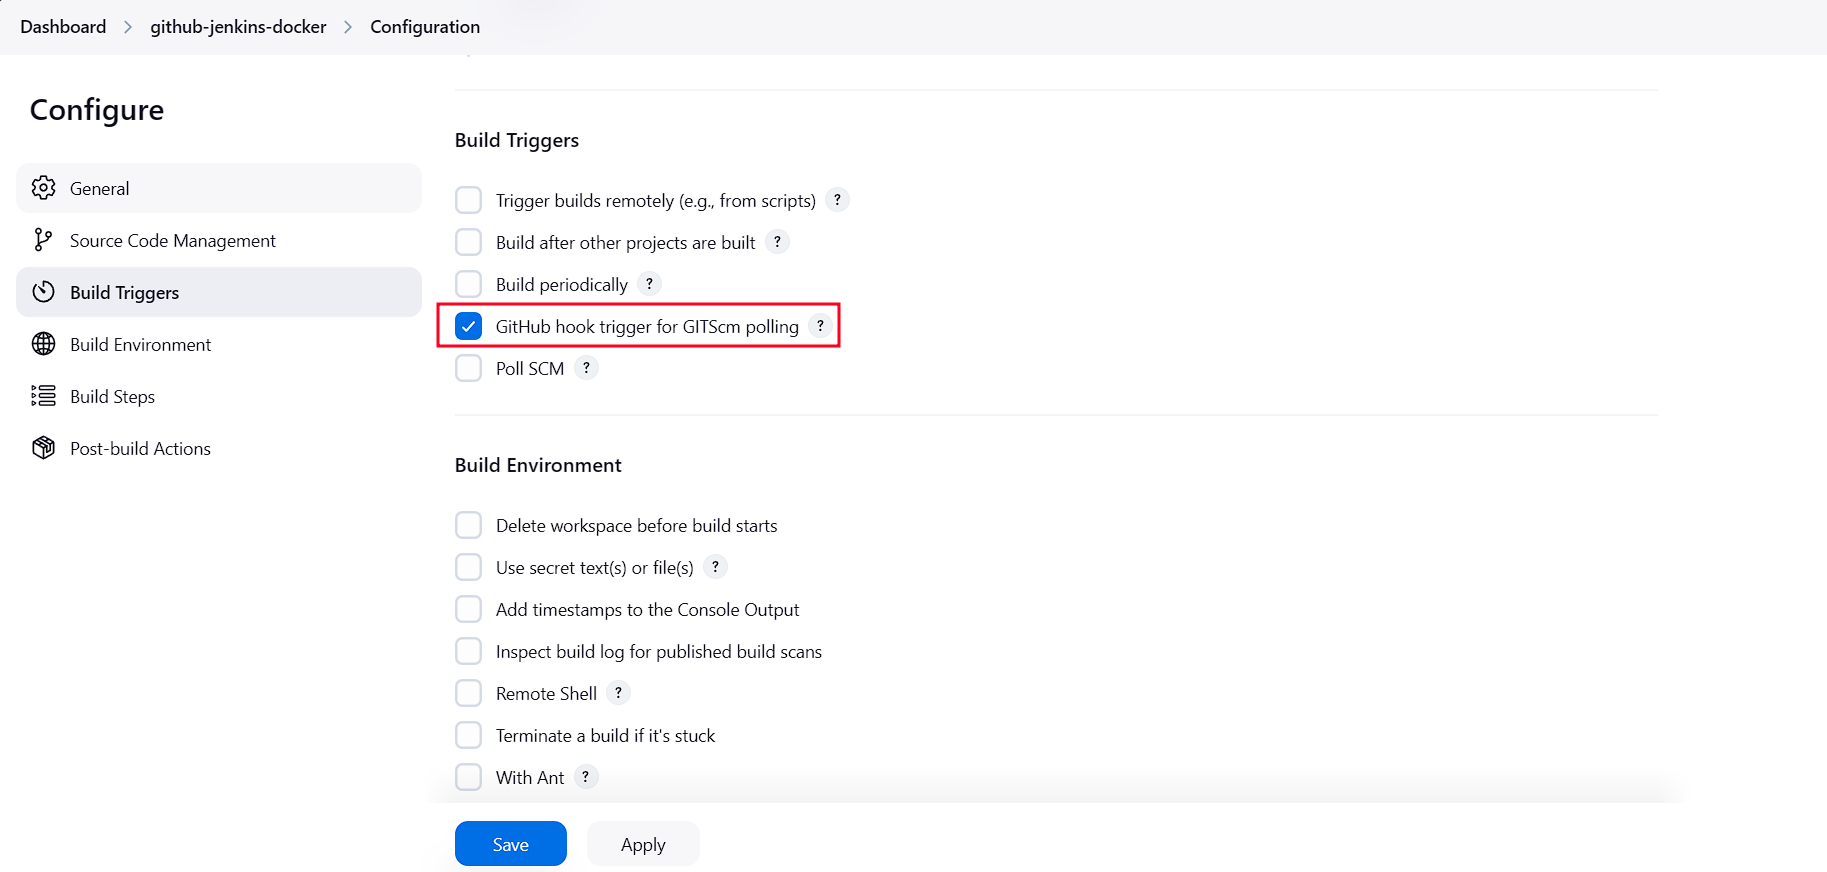 Dashboard > github-jenkins-docker > Configuration
Configure
General
Source Code Management
Build Triggers
Build Environment
Build Steps
Post-build Actions
Build Triggers
Trigger builds remotely (e.g., from scripts) ?
Build after other projects are built ?
Build periodically ?
GitHub hook trigger for GITScm polling ?
Poll SCM ?
Build Environment
Delete workspace before build starts
Use secret text(s) or file(s) ?
Add timestamps to the Console Output
Inspect build log for published build scans
Remote Shell ?
Terminate a build if it's stuck
With Ant ?
Save Apply